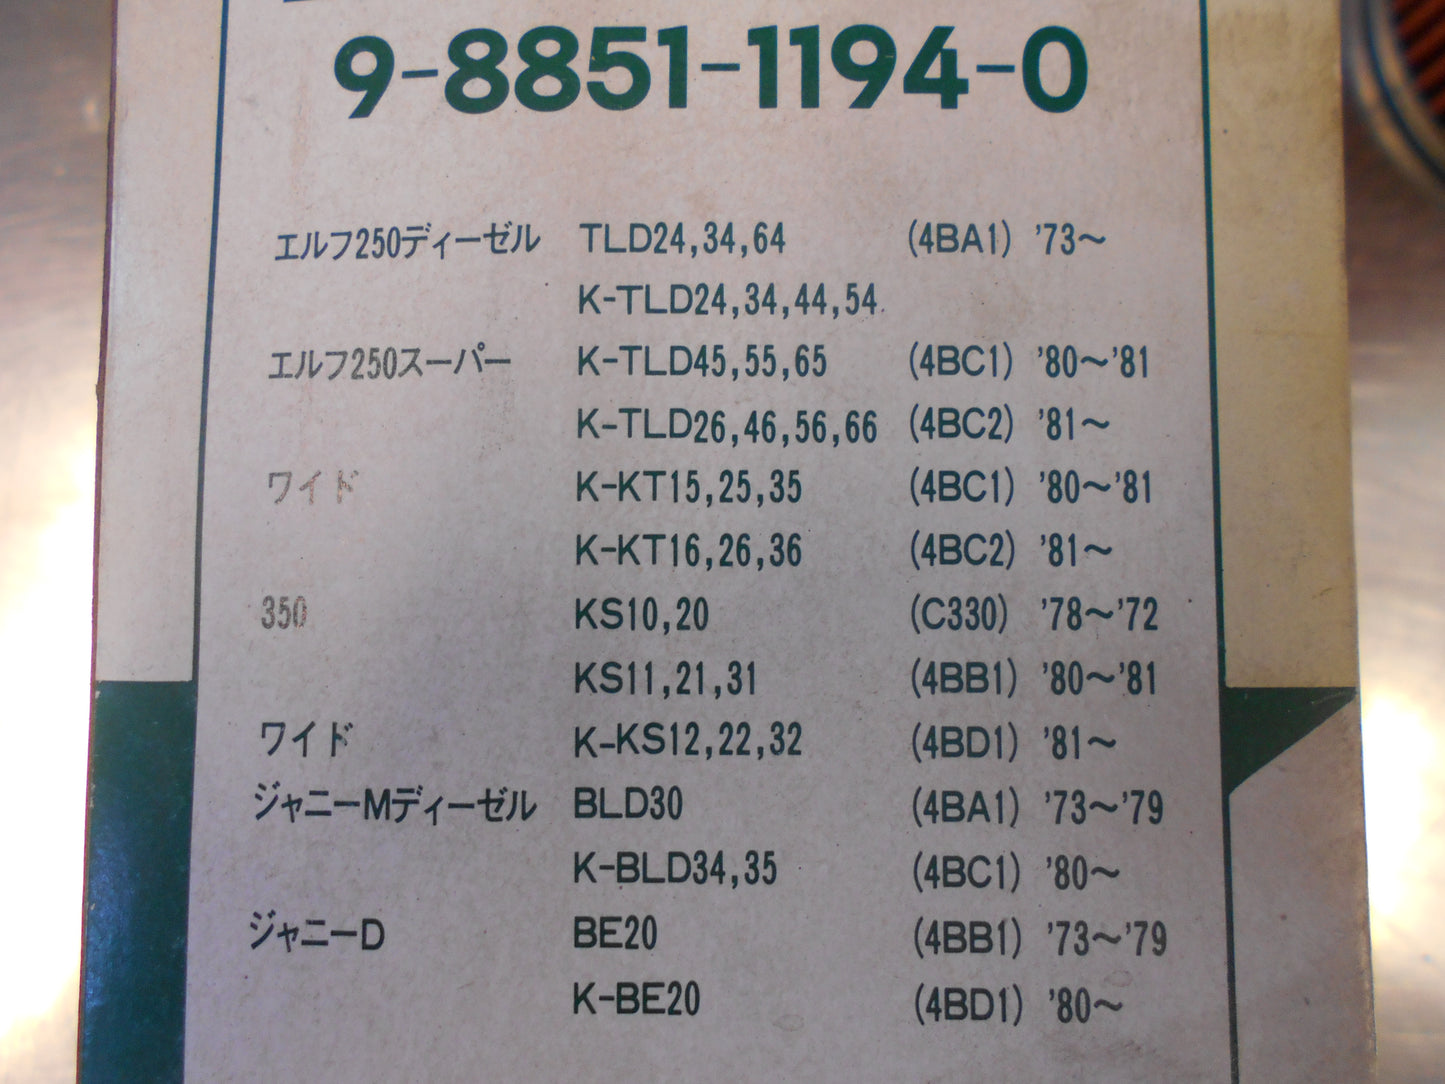 9-8851-1194-0
エルフ250ディーゼル TLD24,34,64 (4BA1) '73～
K-TLD24,34,44,54
エルフ250スーパー K-TLD45,55,65 (4BC1) '80～'81
K-TLD26,46,56,66 (4BC2) '81～
ワイド K-KT15,25,35 (4BC1) '80～'81
K-KT16,26,36 (4BC2) '81～
350 KS10,20 (C330) '78～'72
KS11,21,31 (4BB1) '80～'81
ワイド K-KS12,22,32 (4BD1) '81～
ジャニーMディーゼル BLD30 (4BA1) '73～'79
K-BLD34,35 (4BC1) '80～
ジャニーD BE20 (4BB1) '73～'79
K-BE20 (4BD1) '80～